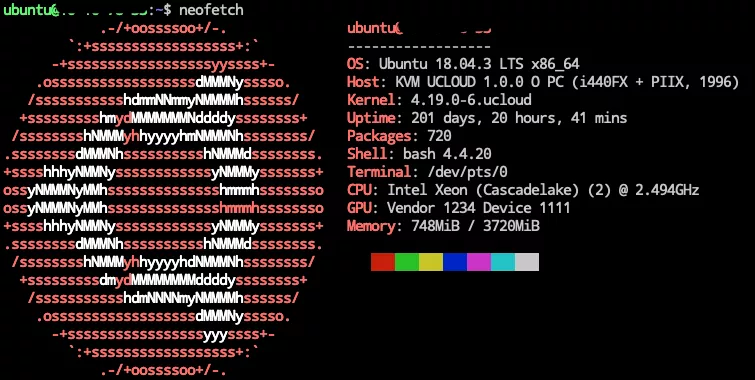 ubuntu@:~$ neofetch
.-/+oossssoo+/-.
`:+ssssssssssssssssss+:`
-+ssssssssssssssssssyyssss+-
.ossssssssssssssssssdMMMNysssso.
/ssssssssssshdmmNNmmyNMMMMhssssss/
+ssssssssshmydMMMMMMMNddddyssssssss+
/sssssssshNMMMyhhyyyyhmNMMMNhssssssss/
.ssssssssdMMMNhsssssssssshNMMMdssssssss.
+sssshhhyNMMNyssssssssssssyNMMMysssssss+
ossyNMMMNyMMhsssssssssssssshmmmhssssssso
ossyNMMMNyMMhsssssssssssssshmmmhssssssso
+sssshhhyNMMNyssssssssssssyNMMMysssssss+
.ssssssssdMMMNhsssssssssshNMMMdssssssss.
/sssssssshNMMMyhhyyyyhdNMMMNhssssssss/
+sssssssssdmydMMMMMMMMddddyssssssss+
/ssssssssssshdmNNNNmyNMMMMhssssss/
.ossssssssssssssssssdMMMNysssso.
-+sssssssssssssssssyyyssss+-
`:+ssssssssssssssssss+:`
.-/+oossssoo+/-.
ubuntu@
------------------
OS: Ubuntu 18.04.3 LTS x86_64
Host: KVM UCLOUD 1.0.0 O PC (i440FX + PIIX, 1996)
Kernel: 4.19.0-6.ucloud
Uptime: 201 days, 20 hours, 41 mins
Packages: 720
Shell: bash 4.4.20
Terminal: /dev/pts/0
CPU: Intel Xeon (Cascadelake) (2) @ 2.494GHz
GPU: Vendor 1234 Device 1111
Memory: 748MiB / 3720MiB